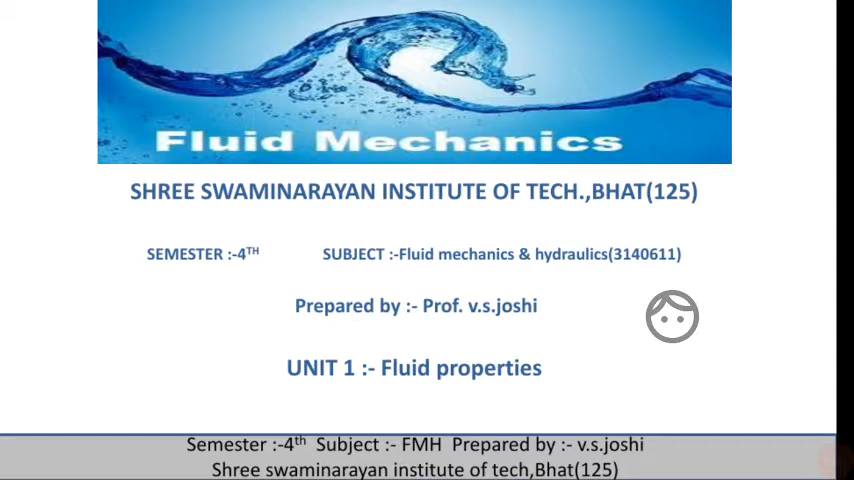 Fluid Mechanics
SHREE SWAMINARAYAN INSTITUTE OF TECH.,BHAT(125)
SEMESTER :-4TH SUBJECT :-Fluid mechanics & hydraulics(3140611)
Prepared by :- Prof. v.s.joshi
UNIT 1 :- Fluid properties
Semester :-4th Subject :- FMH Prepared by :- v.s.joshi
Shree swaminarayan institute of tech,Bhat(125)